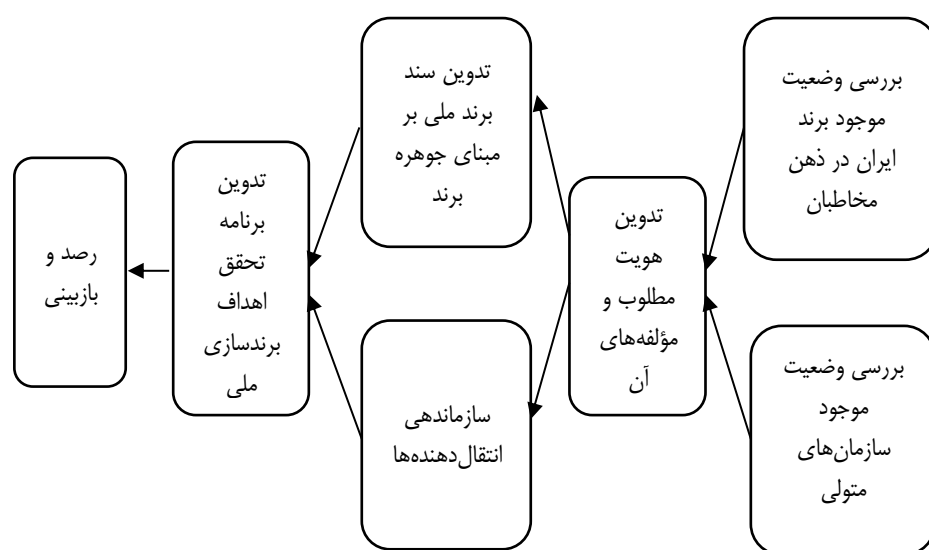 بررسی وضعیت
موجود برند
ایران در ذهن
مخاطبان
بررسی وضعیت
موجود
سازمان‌های
متولی
تدوین
هویت
مطلوب و
مؤلفه‌های
آن
تدوین سند
برند ملی بر
مبنای جوهره
برند
سازماندهی
انتقال‌دهنده‌ها
تدوین
برنامه
تحقق
اهداف
برندسازی
ملی
رصد و
بازبینی